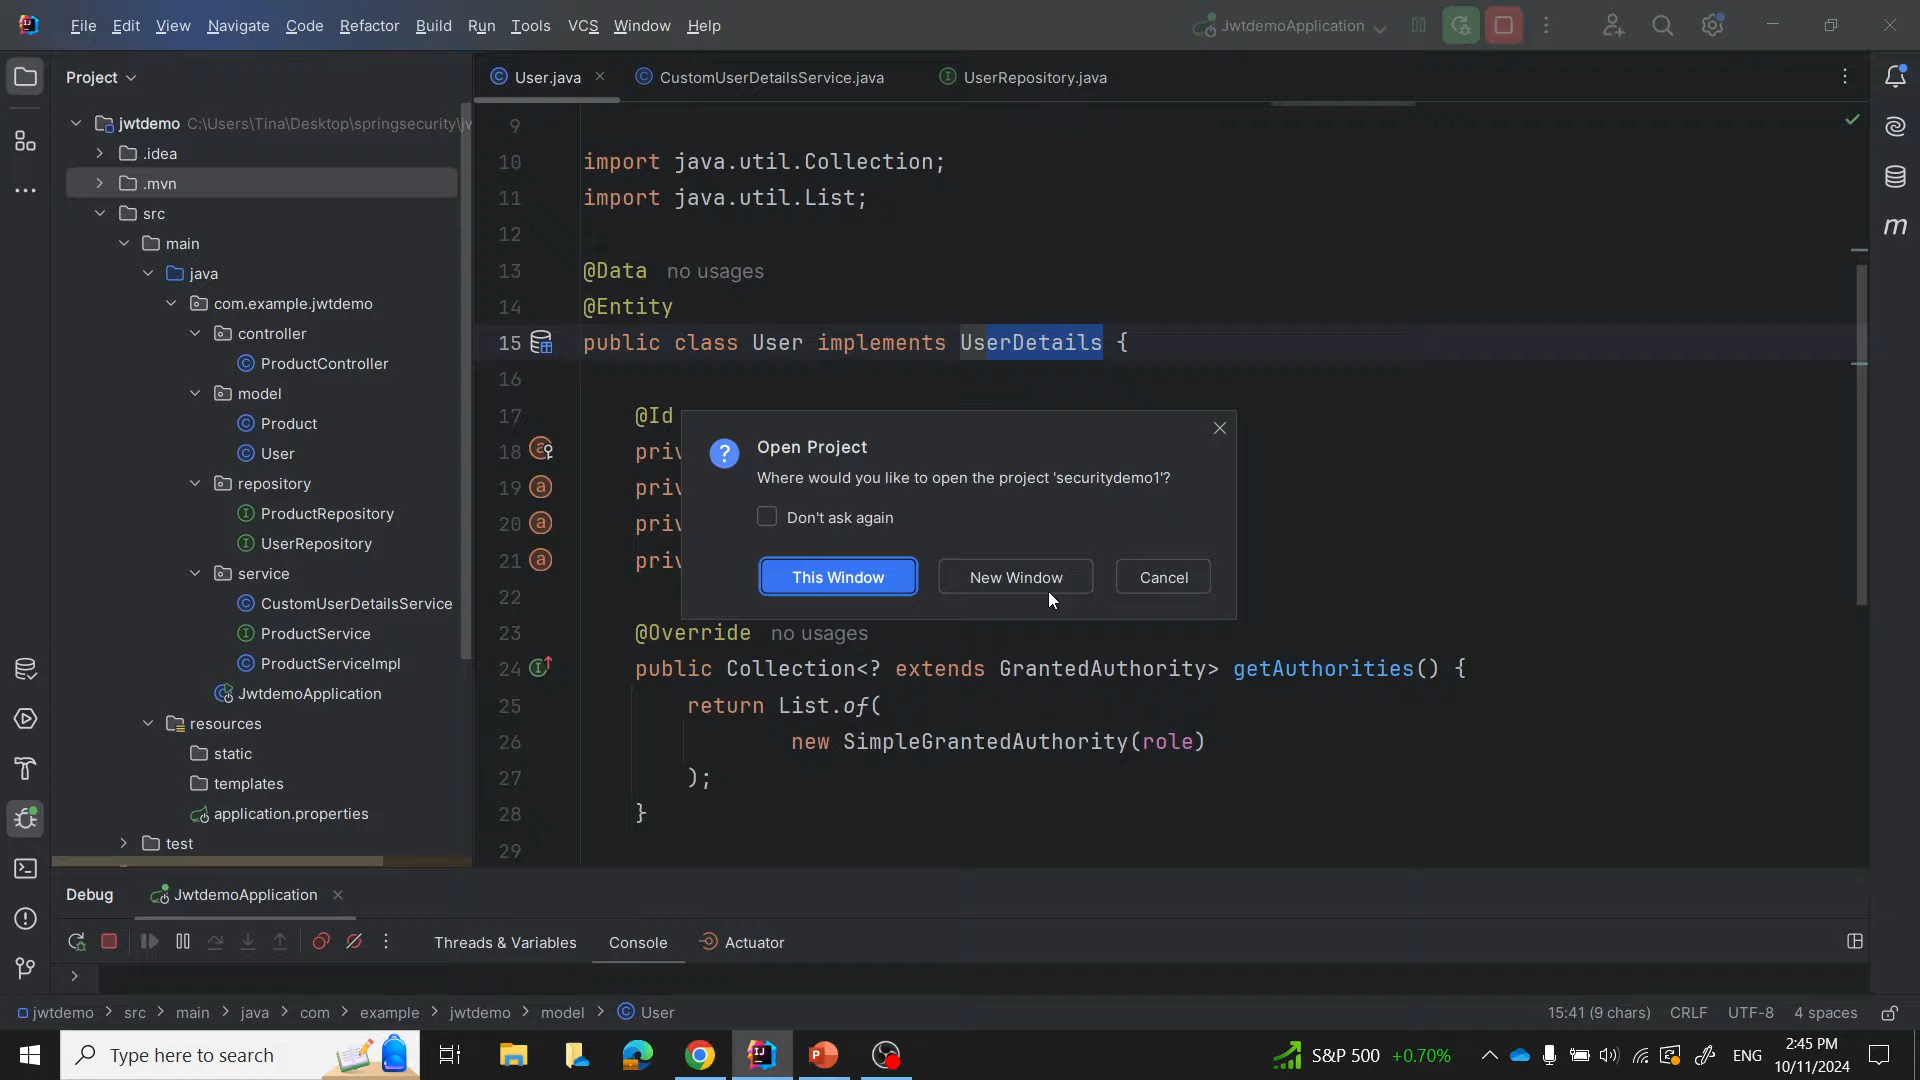 File Edit View Navigate Code Refactor Build Run Tools VCS Window Help
JwtdemoApplication
Project
User.java
CustomUserDetailsService.java
UserRepository.java
jwtdemo C:\Users\Tina\Desktop\springsecurity\
.idea
.mvn
src
main
java
com.example.jwtdemo
controller
ProductController
model
Product
User
repository
ProductRepository
UserRepository
service
CustomUserDetailsService
ProductService
ProductServiceImpl
JwtdemoApplication
resources
static
templates
application.properties
test
9
10 import java.util.Collection;
11 import java.util.List;
12
13 @Data no usages
14 @Entity
15 public class User implements UserDetails {
16
17 @Id
18 priv
19 priv
20 priv
21 priv
22
23 @Override no usages
24 public Collection<? extends GrantedAuthority> getAuthorities() {
25 return List.of(
26 new SimpleGrantedAuthority(role)
27 );
28 }
29
Open Project
Where would you like to open the project 'securitydemo1'?
Don't ask again
This Window
New Window
Cancel
Debug
JwtdemoApplication
Threads & Variables
Console
Actuator
jwtdemo > src > main > java > com > example > jwtdemo > model > User
15:41 (9 chars) CRLF UTF-8 4 spaces
Type here to search
S&P 500 +0.70%
ENG
2:45 PM
10/11/2024